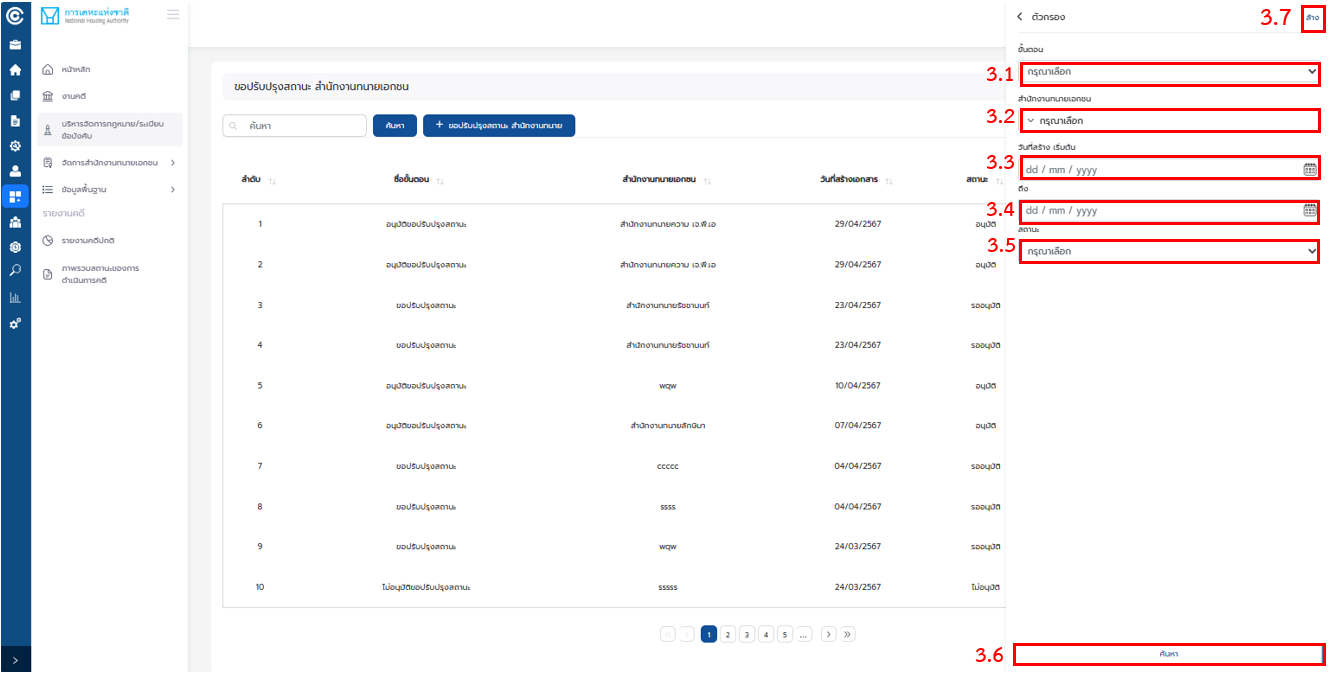 การเคหะแห่งชาติ
National Housing Authority
หน้าหลัก
งานคดี
บริหารจัดการกฎหมาย/ระเบียบ
ข้อบังคับ
จัดการสำนักงานทนายเอกชน
ข้อมูลพื้นฐาน
รายงานคดี
รายงานคดีปกติ
ภาพรวมสถานะของการ
ดำเนินการคดี
ขอปรับปรุงสถานะ สำนักงานทนายเอกชน
ค้นหา ค้นหา + ขอปรับปรุงสถานะ สำนักงานทนาย
ลำดับ ชื่อขั้นตอน สำนักงานทนายเอกชน วันที่สร้างเอกสาร สถานะ
1 อนุมัติขอปรับปรุงสถานะ สำนักงานทนายความ เอ.พี.เอ 29/04/2567 อนุมัติ
2 อนุมัติขอปรับปรุงสถานะ สำนักงานทนายความ เอ.พี.เอ 29/04/2567 อนุมัติ
3 ขอปรับปรุงสถานะ สำนักงานทนายรัชชานนท์ 23/04/2567 รออนุมัติ
4 ขอปรับปรุงสถานะ สำนักงานทนายรัชชานนท์ 23/04/2567 รออนุมัติ
5 อนุมัติขอปรับปรุงสถานะ wqw 10/04/2567 อนุมัติ
6 อนุมัติขอปรับปรุงสถานะ สำนักงานทนายลักษิมา 07/04/2567 อนุมัติ
7 ขอปรับปรุงสถานะ ccccc 04/04/2567 รออนุมัติ
8 ขอปรับปรุงสถานะ ssss 04/04/2567 รออนุมัติ
9 ขอปรับปรุงสถานะ wqw 24/03/2567 รออนุมัติ
10 ไม่อนุมัติขอปรับปรุงสถานะ sssss 24/03/2567 ไม่อนุมัติ
1 2 3 4 5 ...
ตัวกรอง 3.7 ล้าง
ขั้นตอน
3.1 กรุณาเลือก
สำนักงานทนายเอกชน
3.2 กรุณาเลือก
วันที่สร้าง เริ่มต้น
3.3 dd / mm / yyyy
ถึง
3.4 dd / mm / yyyy
สถานะ
3.5 กรุณาเลือก
3.6 ค้นหา